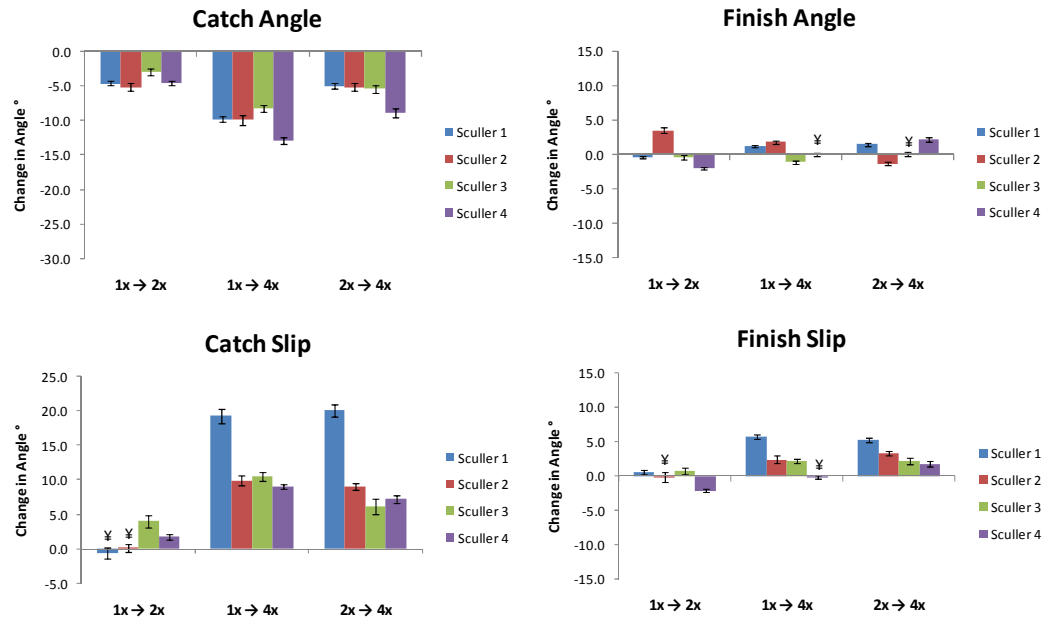 Catch Angle
0.0
-5.0
-10.0
-15.0
-20.0
-25.0
-30.0
Change in Angle °
1x → 2x
1x → 4x
2x → 4x
Sculler 1
Sculler 2
Sculler 3
Sculler 4
Finish Angle
15.0
10.0
5.0
0.0
-5.0
-10.0
-15.0
Change in Angle °
¥
¥
1x → 2x
1x → 4x
2x → 4x
Sculler 1
Sculler 2
Sculler 3
Sculler 4
Catch Slip
25.0
20.0
15.0
10.0
5.0
0.0
-5.0
Change in Angle °
¥ ¥
1x → 2x
1x → 4x
2x → 4x
Sculler 1
Sculler 2
Sculler 3
Sculler 4
Finish Slip
15.0
10.0
5.0
0.0
-5.0
-10.0
-15.0
Change in Angle °
¥
¥
1x → 2x
1x → 4x
2x → 4x
Sculler 1
Sculler 2
Sculler 3
Sculler 4